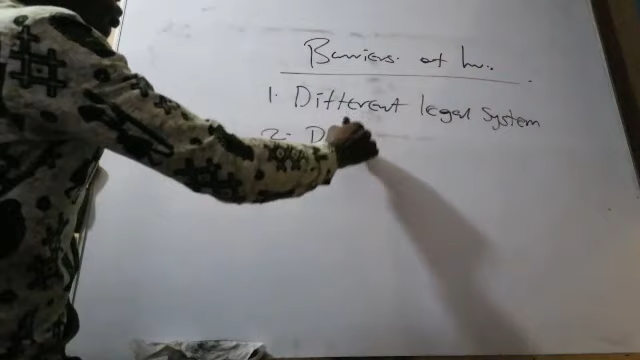 Barriers of
1. Different legal system
2. D